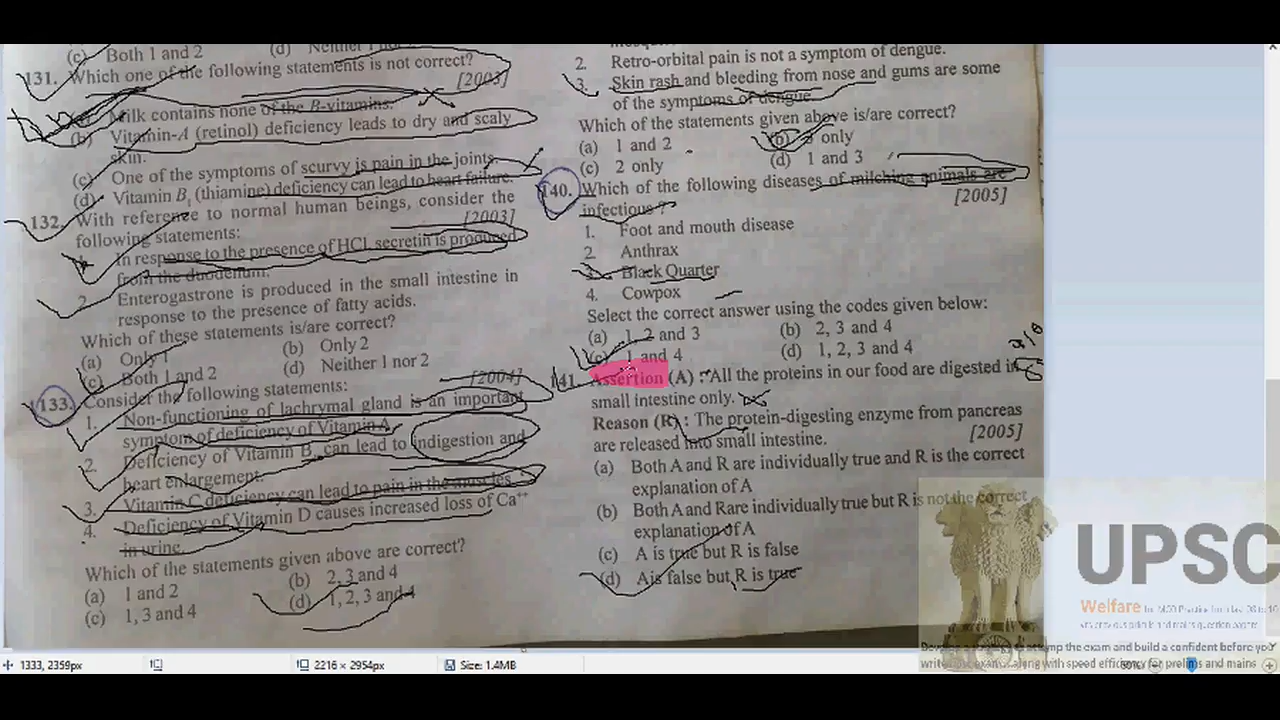 (c) Both 1 and 2 (d) Neither 1 nor 2
131. Which one of the following statements is not correct?
[2003]
Milk contains none of the B-vitamins.
(b) Vitamin-A (retinol) deficiency leads to dry and scaly
skin.
(c) One of the symptoms of scurvy is pain in the joints.
(d) Vitamin B1 (thiamine) deficiency can lead to heart failure.
132. With reference to normal human beings, consider the
following statements: [2003]
In response to the presence of HCl, secretin is produced
from the duodenum.
2. Enterogastrone is produced in the small intestine in
response to the presence of fatty acids.
Which of these statements is/are correct?
(a) Only 1 (b) Only 2
(c) Both 1 and 2 (d) Neither 1 nor 2
133. Consider the following statements: [2004]
1. Non-functioning of lachrymal gland is an important
symptom of deficiency of Vitamin A
2. Deficiency of Vitamin B can lead to indigestion and
heart enlargement.
3. Vitamin C deficiency can lead to pain in the muscles
4. Deficiency of Vitamin D causes increased loss of Ca++
in urine.
Which of the statements given above are correct?
(a) 1 and 2 (b) 2, 3 and 4
(c) 1, 3 and 4 (d) 1, 2, 3 and 4
2. Retro-orbital pain is not a symptom of dengue.
3. Skin rash and bleeding from nose and gums are some
of the symptoms of dengue.
Which of the statements given above is/are correct?
(a) 1 and 2 (b) 3 only
(c) 2 only (d) 1 and 3
140. Which of the following diseases of milching animals are
infectious ? [2005]
1. Foot and mouth disease
2. Anthrax
3. Black Quarter
4. Cowpox
Select the correct answer using the codes given below:
(a) 1, 2 and 3 (b) 2, 3 and 4
(c) 1 and 4 (d) 1, 2, 3 and 4
141. Assertion (A) : All the proteins in our food are digested in
small intestine only.
Reason (R) : The protein-digesting enzyme from pancreas
are released into small intestine. [2005]
(a) Both A and R are individually true and R is the correct
explanation of A
(b) Both A and Rare individually true but R is not the correct
explanation of A
(c) A is true but R is false
(d) Ais false but R is true
UPSC
Welfare
and build a confident before you
exam along with speed efficiency for prelims and mains
1333, 2359px 2216 × 2954px Size: 1.4MB